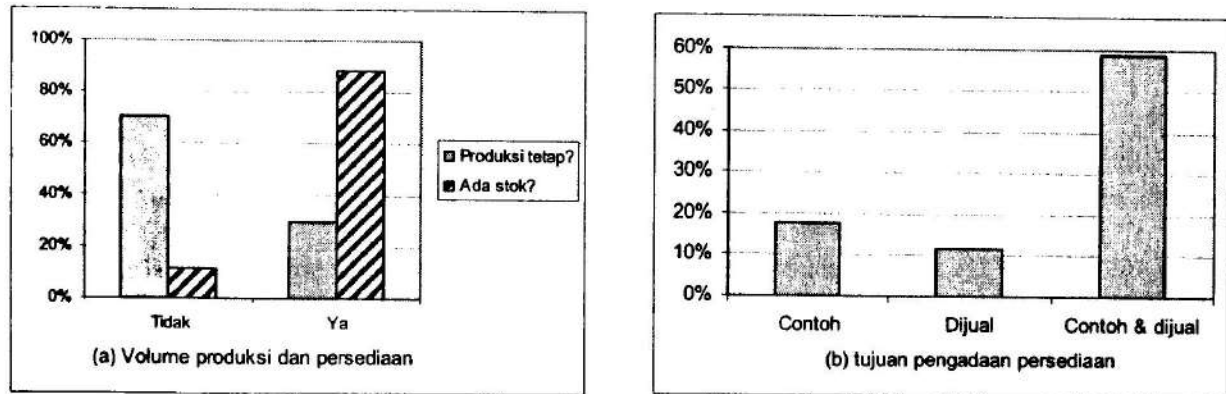 100%
80%
60%
40%
20%
0%
Tidak
Ya
Produksi tetap?
Ada stok?
(a) Volume produksi dan persediaan
60%
50%
40%
30%
20%
10%
0%
Contoh
Dijual
Contoh & dijual
(b) tujuan pengadaan persediaan